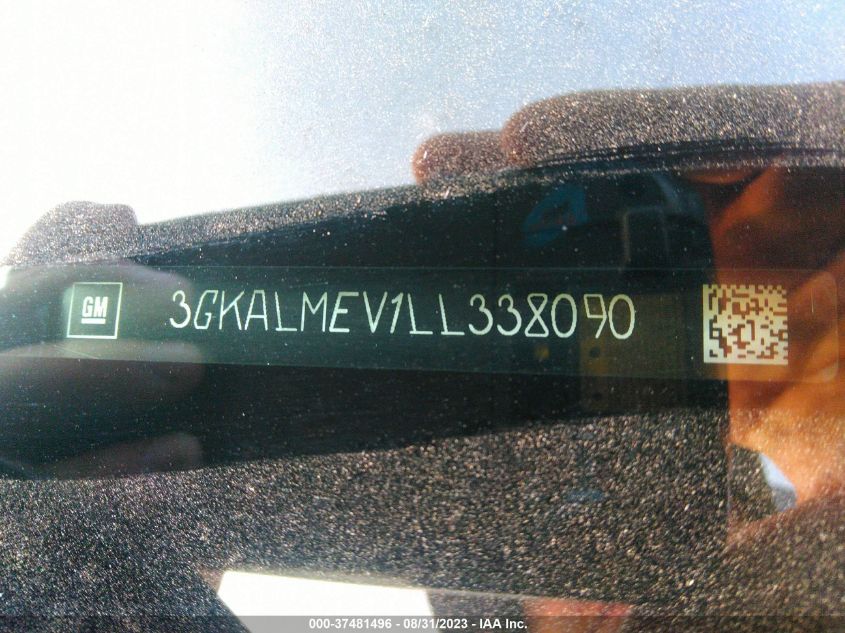 GM 3GKALMEV1LL338090
000-37481496 - 08/31/2023 - IAA Inc.